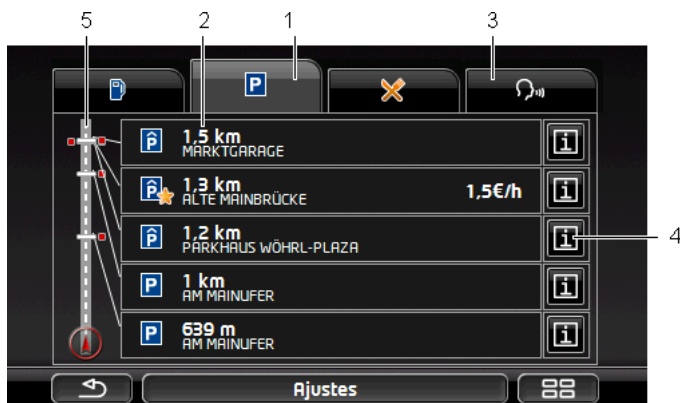 5
2
1
3
P
1,5 km
MARKTGARAGE
i
1,3 km
ALTE MAINBRÜCKE
1,5€/h
i
1,2 km
PARKHAUS WÖHRL-PLAZA
i
4
1 km
AM MAINUFER
i
639 m
AM MAINUFER
i
P
P
P
P
P
Ajustes